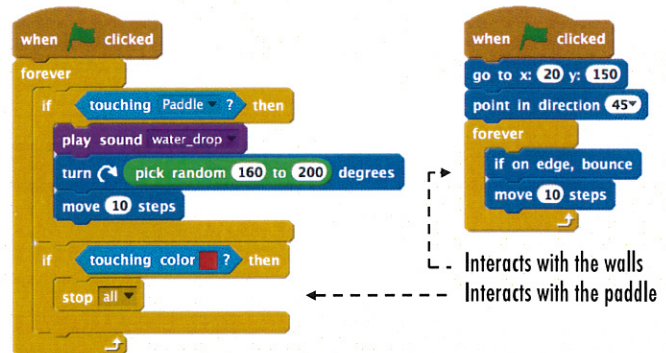 when clicked
forever
if touching Paddle ? then
play sound water_drop
turn pick random 160 to 200 degrees
move 10 steps
if touching color ? then
stop all
when clicked
go to x: 20 y: 150
point in direction 45
forever
if on edge, bounce
move 10 steps
Interacts with the walls
Interacts with the paddle